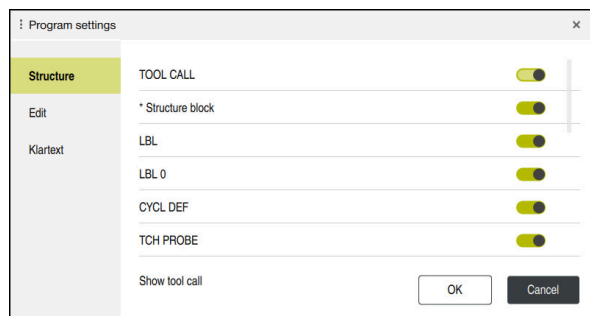 Program settings
Structure
Edit
Klartext
TOOL CALL
* Structure block
LBL
LBL 0
CYCL DEF
TCH PROBE
Show tool call
OK
Cancel